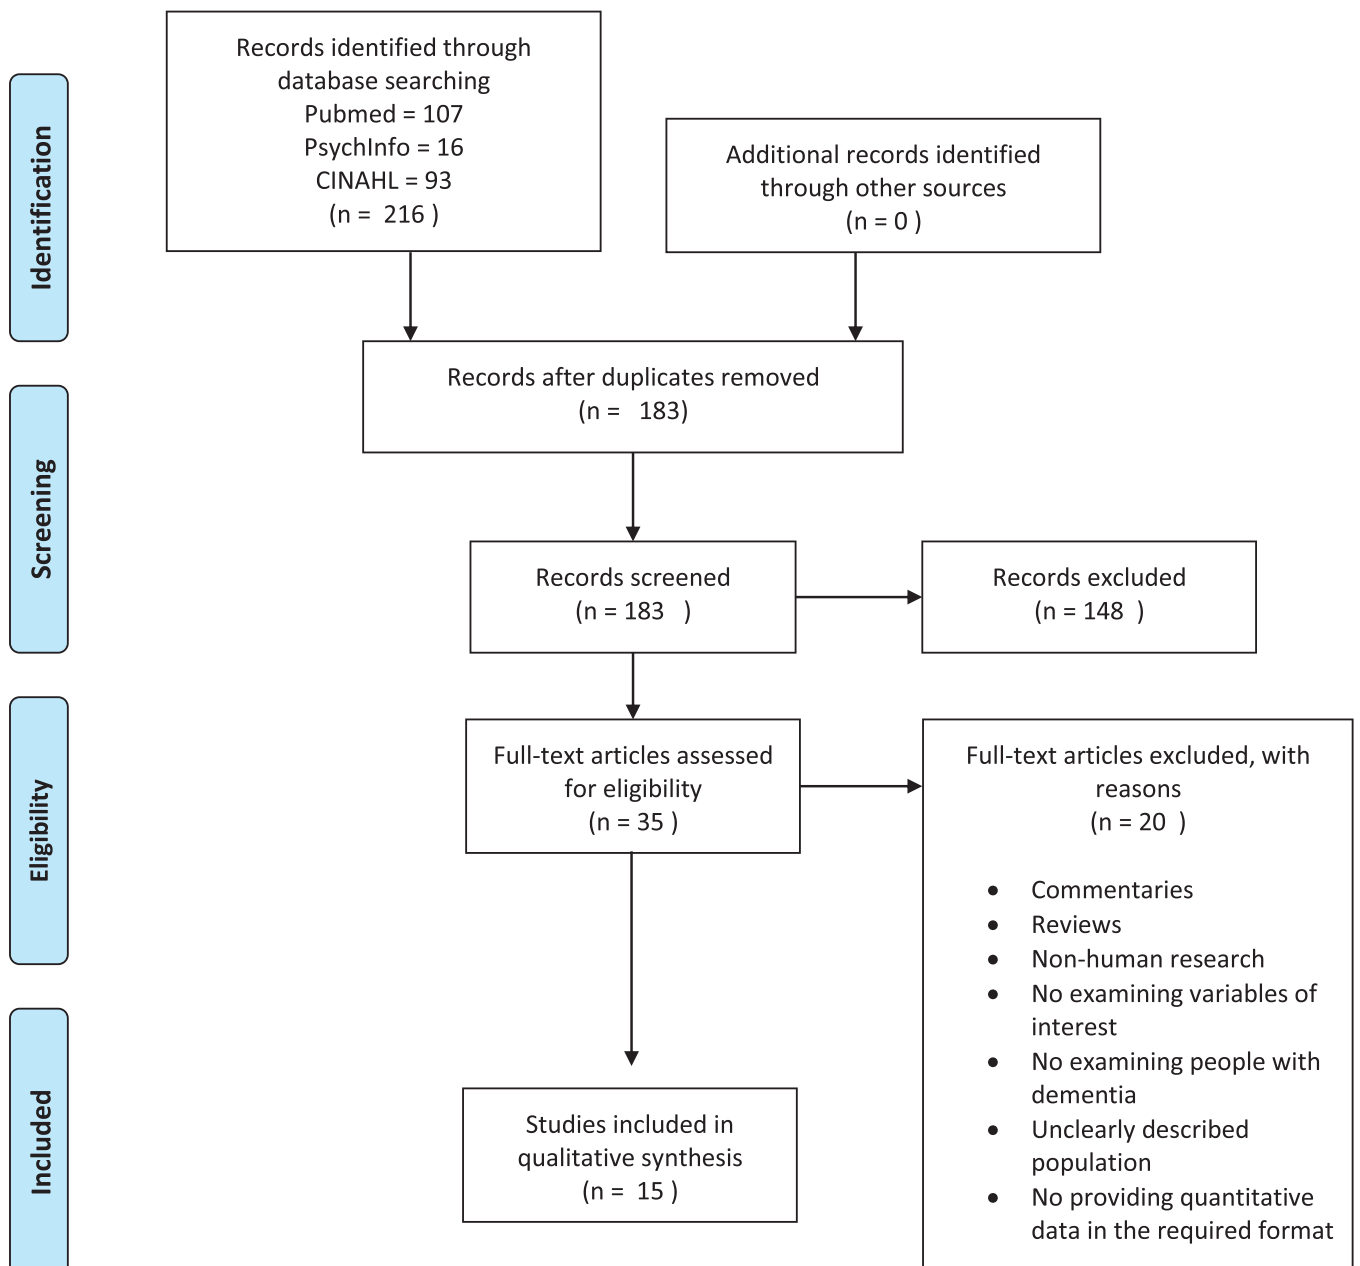 Identification
Records identified through
database searching
Pubmed = 107
PsychInfo = 16
CINAHL = 93
(n =  216 )
Additional records identified
through other sources
(n = 0 )
Records after duplicates removed
(n =   183)
Screening
Records screened
(n = 183   )
Records excluded
(n = 148  )
Eligibility
Full-text articles assessed
for eligibility
(n = 35 )
Full-text articles excluded, with
reasons
(n = 20  )
• Commentaries
• Reviews
• Non-human research
• No examining variables of
interest
• No examining people with
dementia
• Unclearly described
population
• No providing quantitative
data in the required format
Included
Studies included in
qualitative synthesis
(n =  15 )